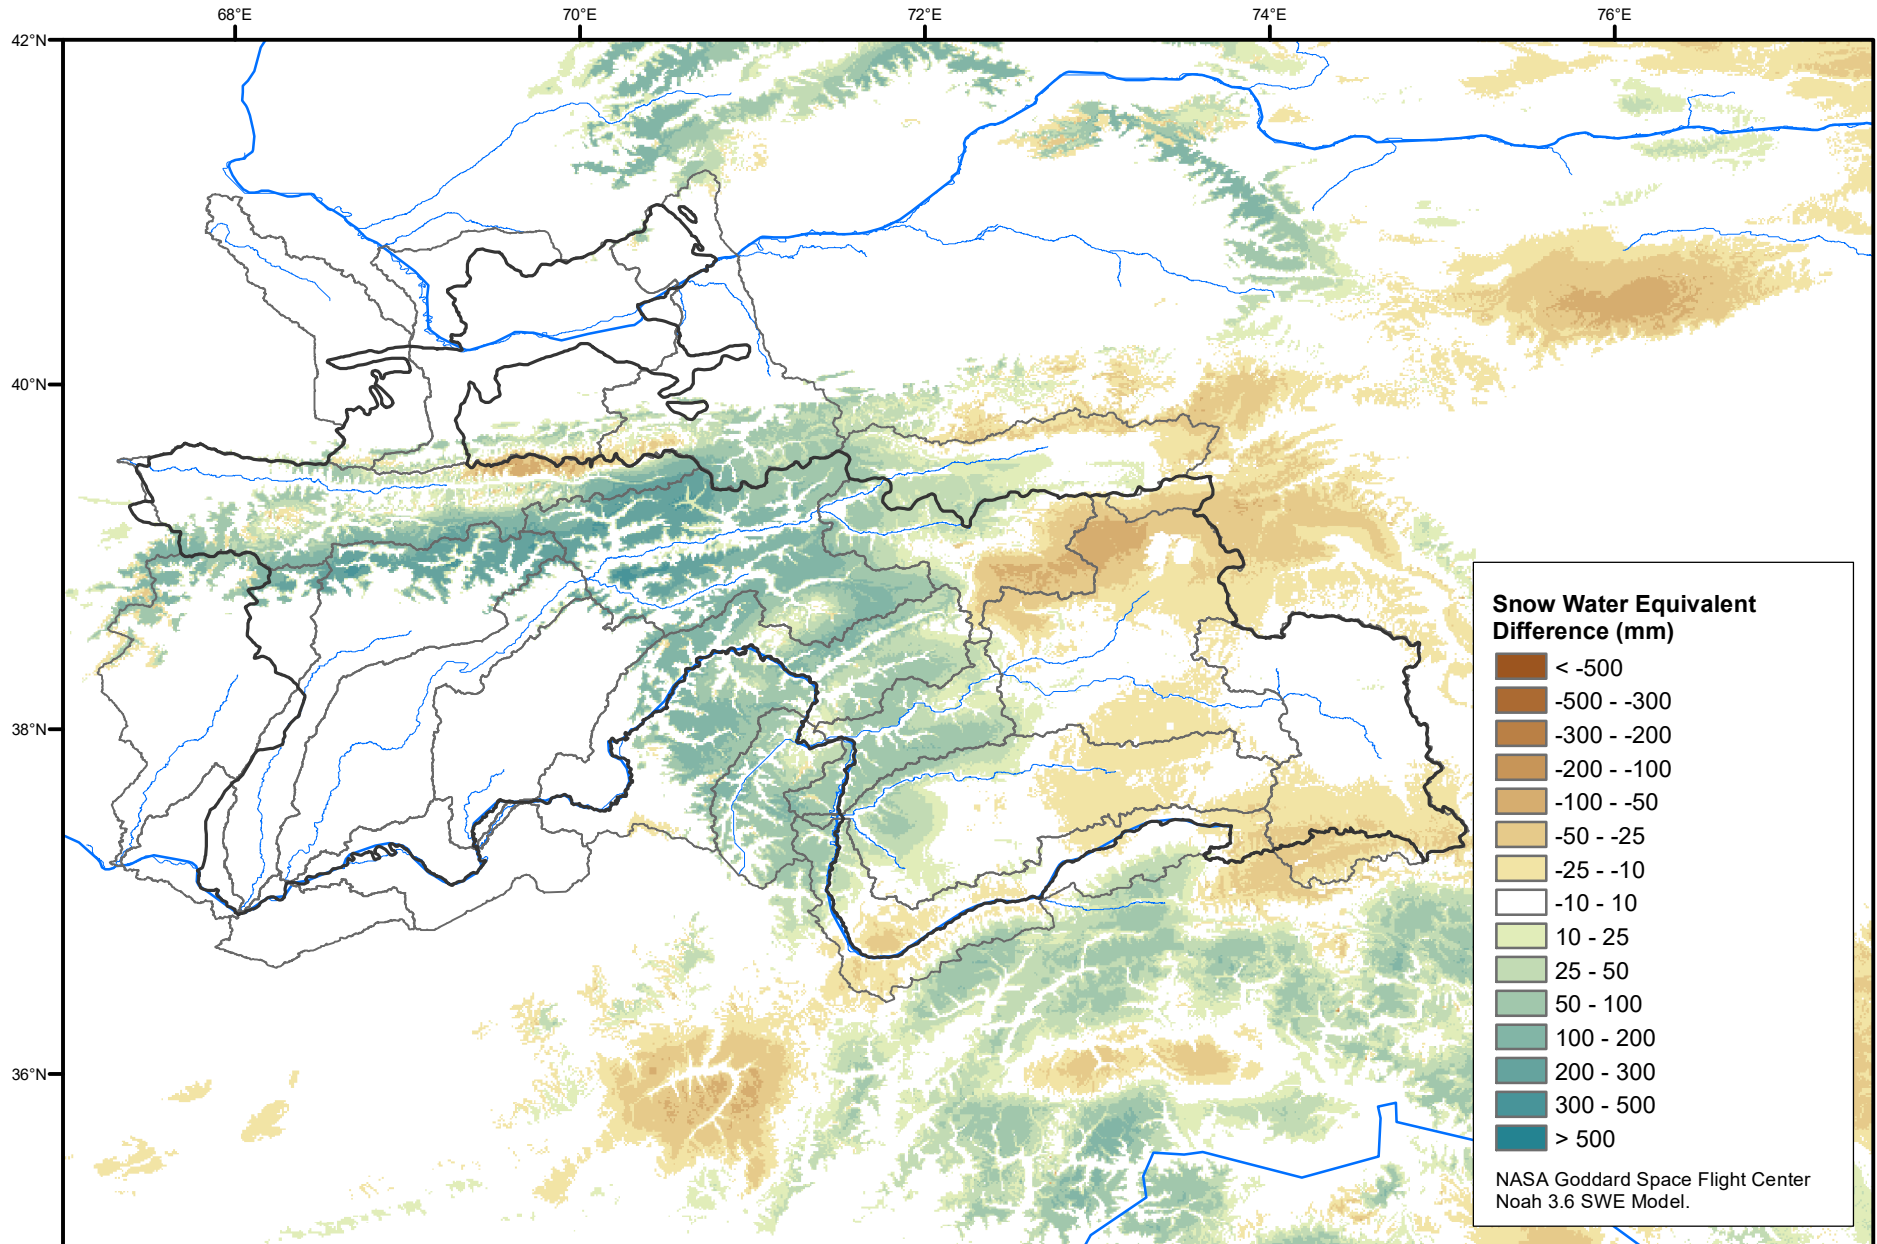 68°E
70°E
72°E
74°E
76°E
42°N
40°N
38°N
36°N
Snow Water Equivalent
Difference (mm)
< -500
-500 - -300
-300 - -200
-200 - -100
-100 - -50
-50 - -25
-25 - -10
-10 - 10
10 - 25
25 - 50
50 - 100
100 - 200
200 - 300
300 - 500
> 500
NASA Goddard Space Flight Center
Noah 3.6 SWE Model.